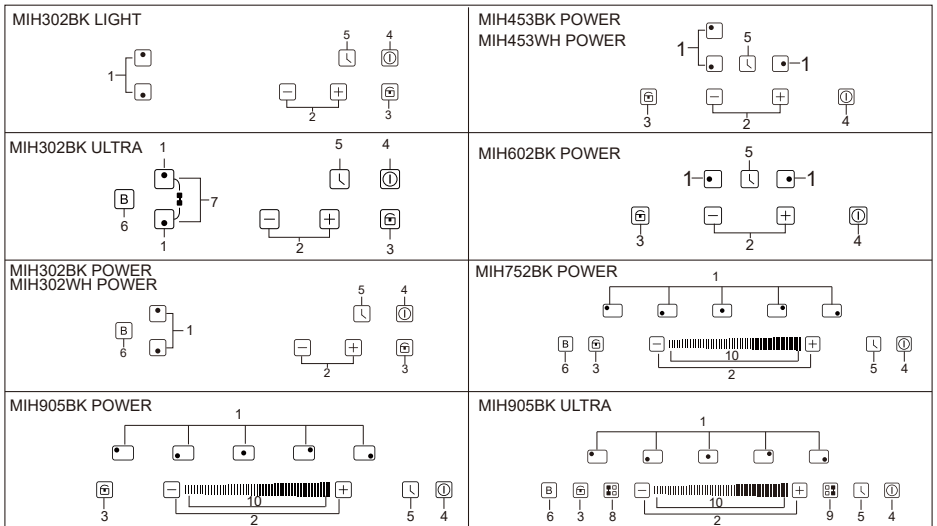 MIH302BK LIGHT
5 4
1
2 3
MIH453BK POWER
MIH453WH POWER
5
1 1
3 2 4
MIH302BK ULTRA
1 5 4
B
7
6 1 2 3
MIH602BK POWER
5
1 1
3 2 4
MIH302BK POWER
MIH302WH POWER
5 4
B 1
6 2 3
MIH752BK POWER
1
B
10
6 3 2 5 4
MIH905BK POWER
1
10
3 2 5 4
MIH905BK ULTRA
1
B
10
6 3 8 2 9 5 4